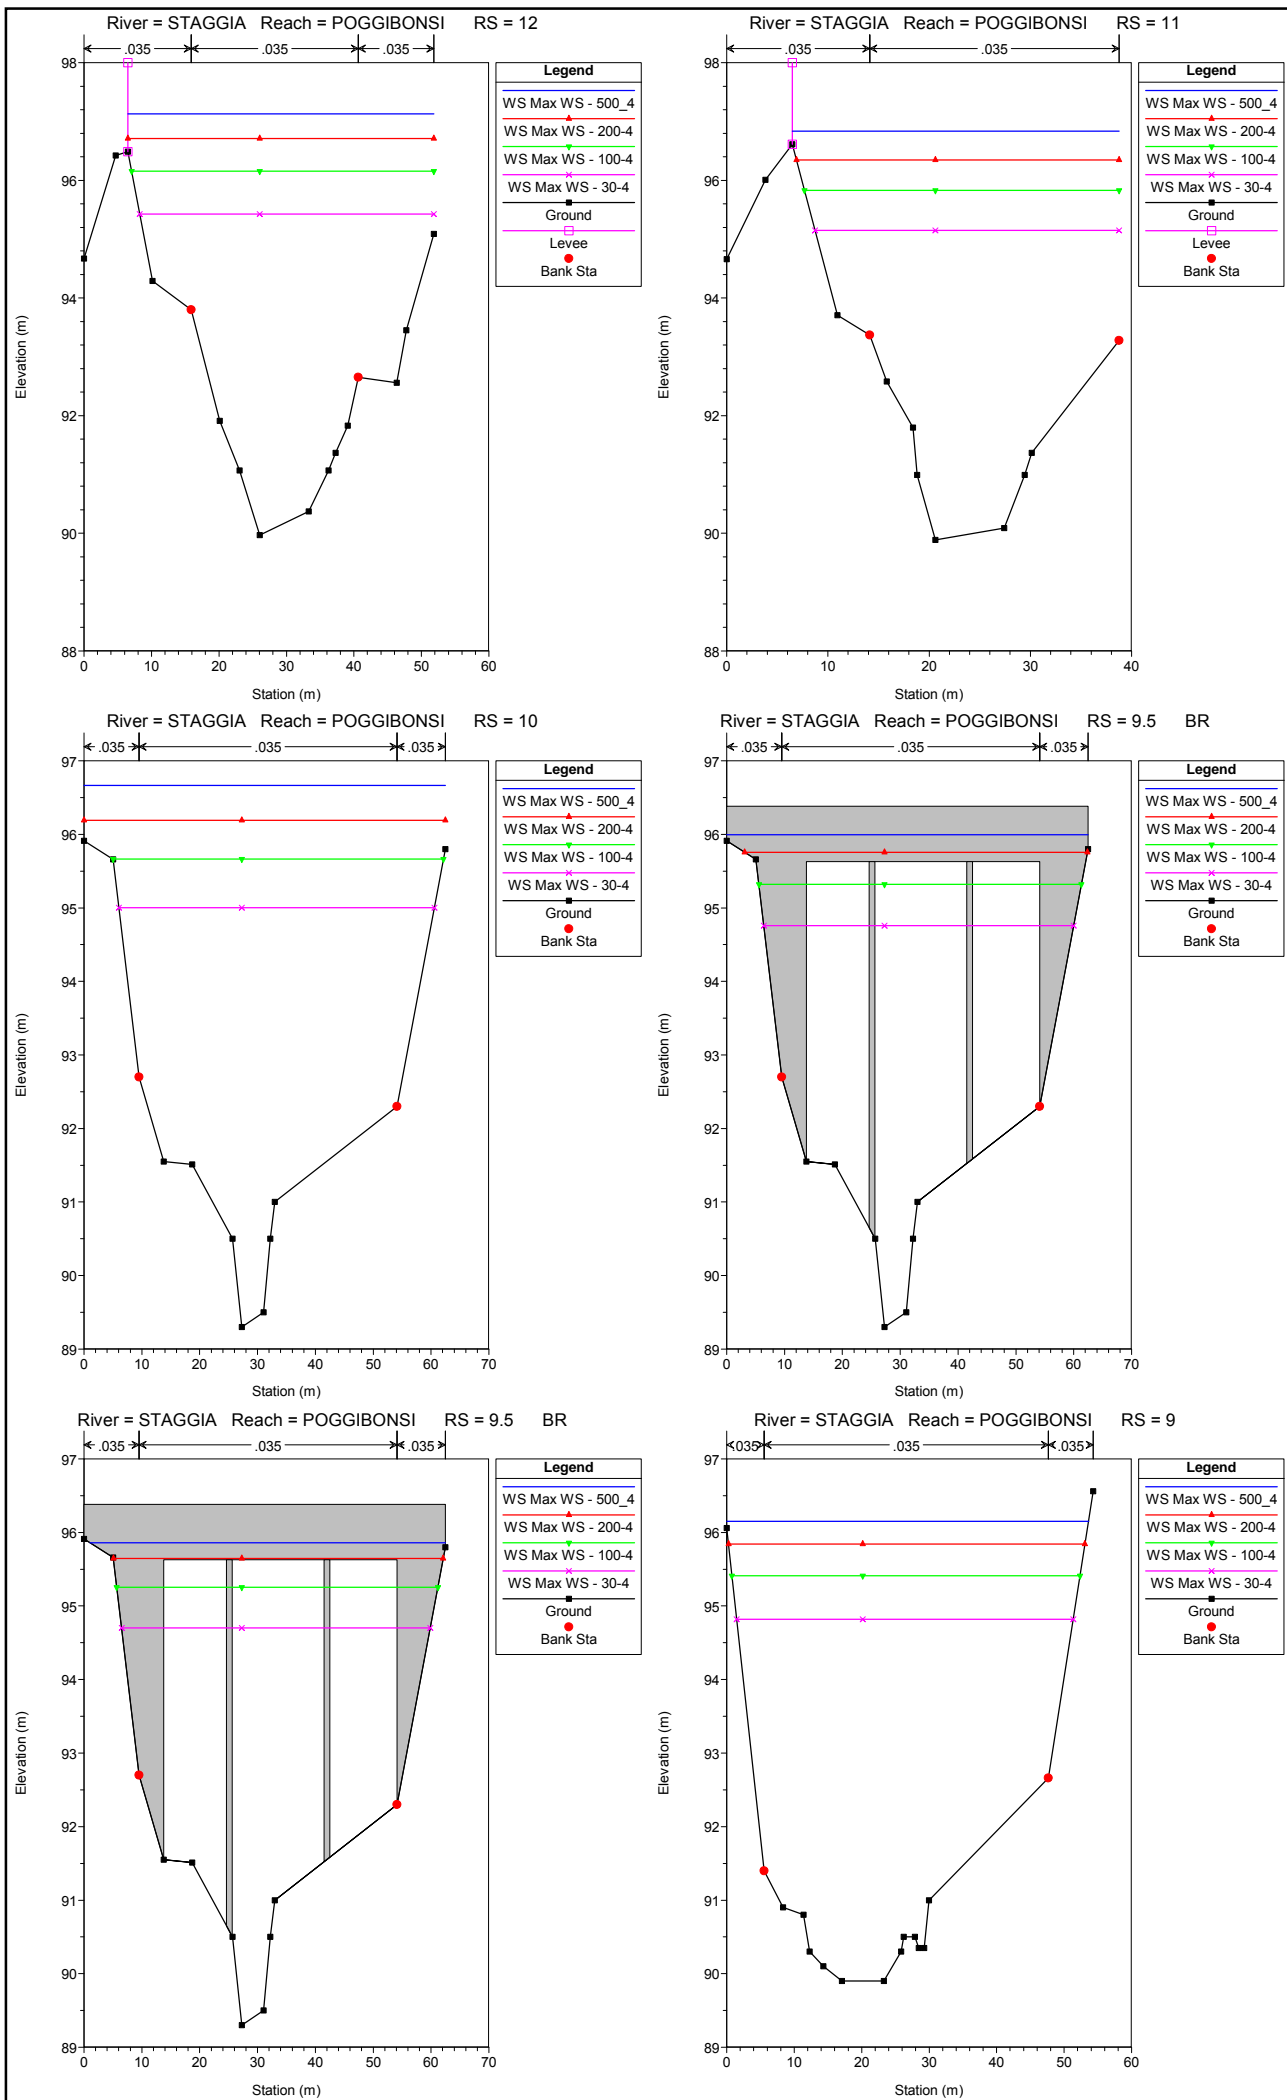 River = STAGGIA Reach = POGGIBONSI RS = 12
.035 .035 .035
98
96
94
92
90
88
0 10 20 30 40 50 60
Elevation (m)
Station (m)
Legend
WS Max WS - 500_4
WS Max WS - 200-4
WS Max WS - 100-4
WS Max WS - 30-4
Ground
Levee
Bank Sta
River = STAGGIA Reach = POGGIBONSI RS = 11
.035 .035
98
96
94
92
90
88
0 10 20 30 40
Elevation (m)
Station (m)
Legend
WS Max WS - 500_4
WS Max WS - 200-4
WS Max WS - 100-4
WS Max WS - 30-4
Ground
Levee
Bank Sta
River = STAGGIA Reach = POGGIBONSI RS = 10
.035 .035 .035
97
96
95
94
93
92
91
90
89
0 10 20 30 40 50 60 70
Elevation (m)
Station (m)
Legend
WS Max WS - 500_4
WS Max WS - 200-4
WS Max WS - 100-4
WS Max WS - 30-4
Ground
Bank Sta
River = STAGGIA Reach = POGGIBONSI RS = 9.5 BR
.035 .035 .035
97
96
95
94
93
92
91
90
89
0 10 20 30 40 50 60 70
Elevation (m)
Station (m)
Legend
WS Max WS - 500_4
WS Max WS - 200-4
WS Max WS - 100-4
WS Max WS - 30-4
Ground
Bank Sta
River = STAGGIA Reach = POGGIBONSI RS = 9.5 BR
.035 .035 .035
97
96
95
94
93
92
91
90
89
0 10 20 30 40 50 60 70
Elevation (m)
Station (m)
Legend
WS Max WS - 500_4
WS Max WS - 200-4
WS Max WS - 100-4
WS Max WS - 30-4
Ground
Bank Sta
River = STAGGIA Reach = POGGIBONSI RS = 9
.035 .035 .035
97
96
95
94
93
92
91
90
89
0 10 20 30 40 50 60
Elevation (m)
Station (m)
Legend
WS Max WS - 500_4
WS Max WS - 200-4
WS Max WS - 100-4
WS Max WS - 30-4
Ground
Bank Sta